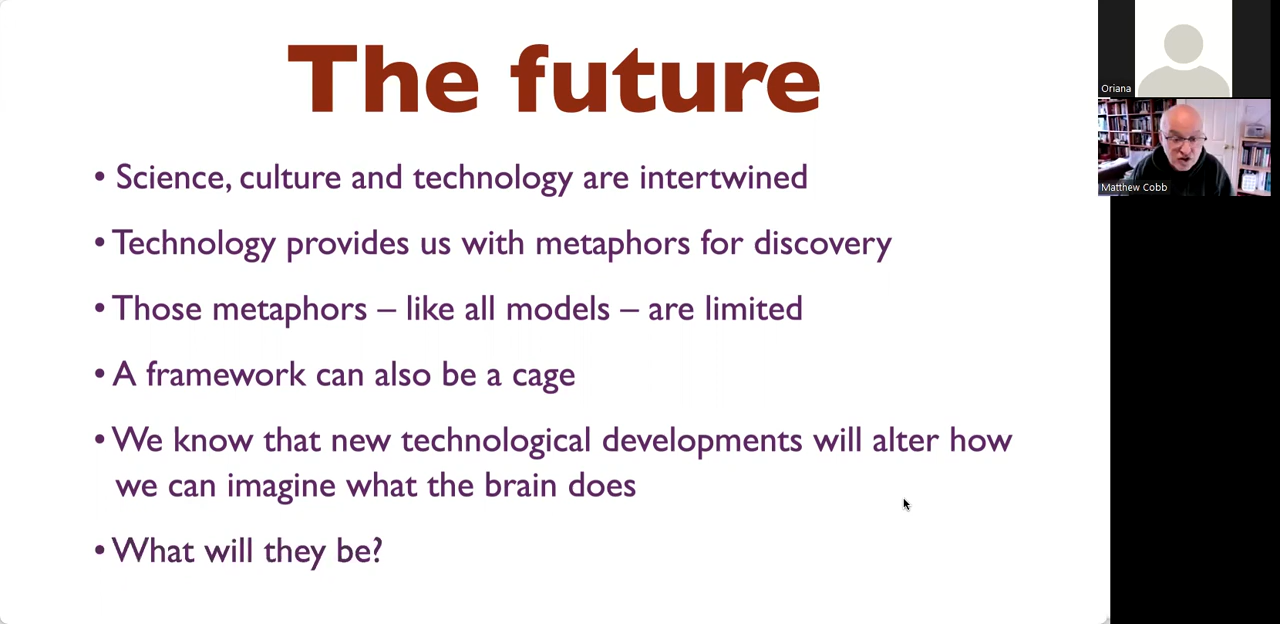 The future
• Science, culture and technology are intertwined
• Technology provides us with metaphors for discovery
• Those metaphors – like all models – are limited
• A framework can also be a cage
• We know that new technological developments will alter how
we can imagine what the brain does
• What will they be?
Oriana
Matthew Cobb